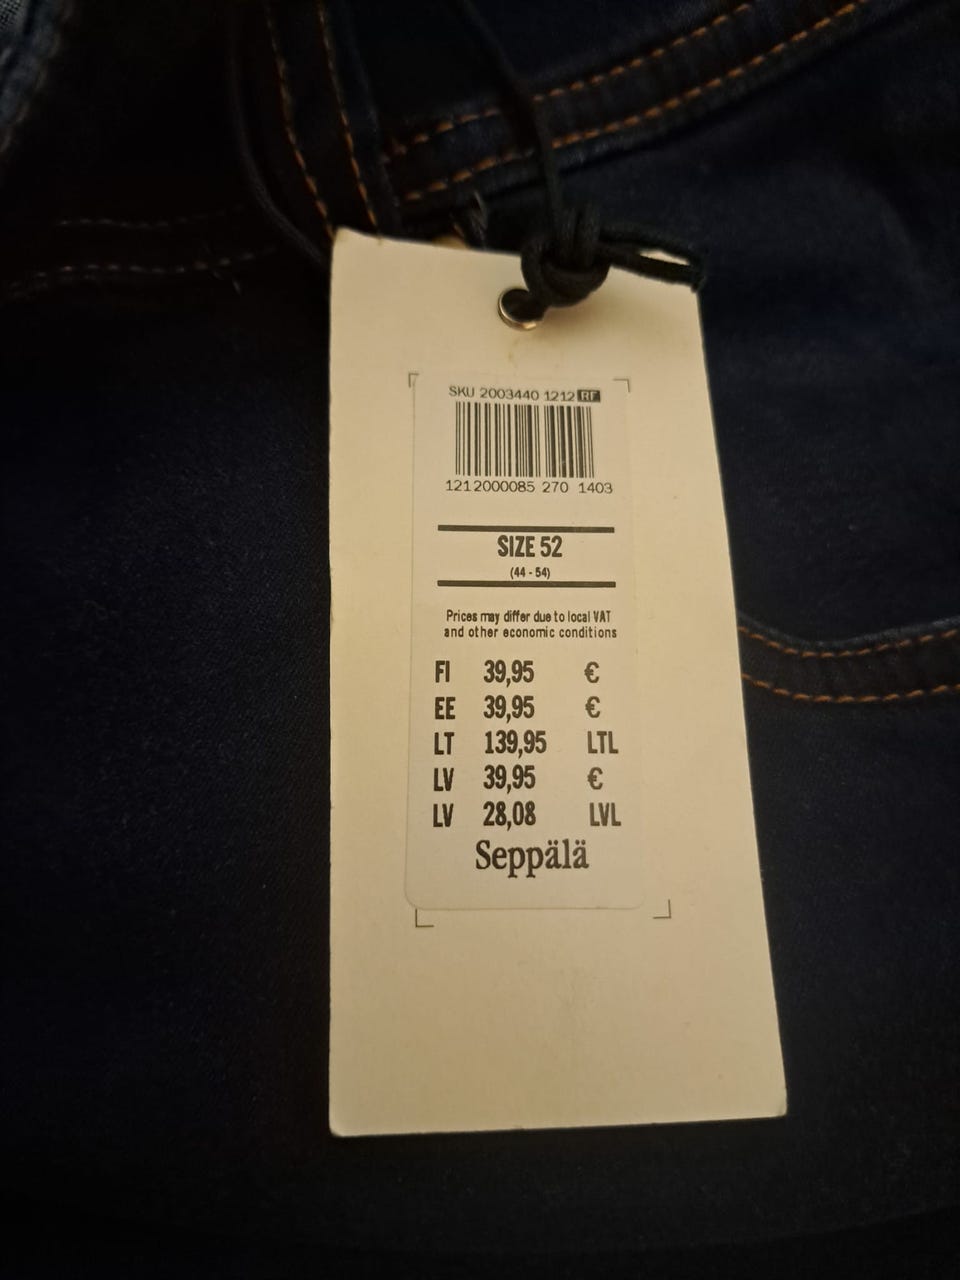 SKU 2003440 1212 RF
1212000085 270 1403
SIZE 52
(44 - 54)
Prices may differ due to local VAT
and other economic conditions
FI 39,95 €
EE 39,95 €
LT 139,95 LTL
LV 39,95 €
LV 28,08 LVL
Seppälä